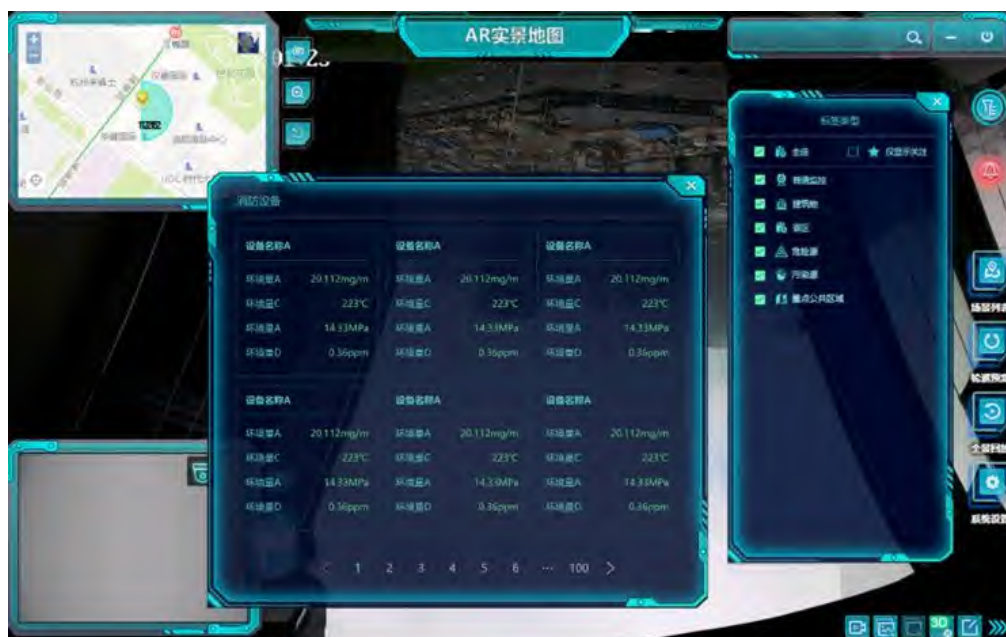 AR实景地图
标签类型
全选
仅显示关注
建筑物
危险源
污染源
重点公共区域
消防设备
设备名称A 设备名称A 设备名称A
环境量A 20.112mg/m 环境量A 20.112mg/m 环境量A 20.112mg/m
环境量C 223℃ 环境量C 223℃ 环境量C 223℃
环境量A 14.33MPa 环境量A 14.33MPa 环境量A 14.33MPa
环境量D 0.36ppm 环境量D 0.36ppm 环境量D 0.36ppm
设备名称A 设备名称A 设备名称A
环境量A 20.112mg/m 环境量A 20.112mg/m 环境量A 20.112mg/m
环境量C 223℃ 环境量C 223℃ 环境量C 223℃
环境量A 14.33MPa 环境量A 14.33MPa 环境量A 14.33MPa
环境量D 0.36ppm 环境量D 0.36ppm 环境量D 0.36ppm
< 1 2 3 4 5 6 ··· 100 >
场景列表
系统设置
3D